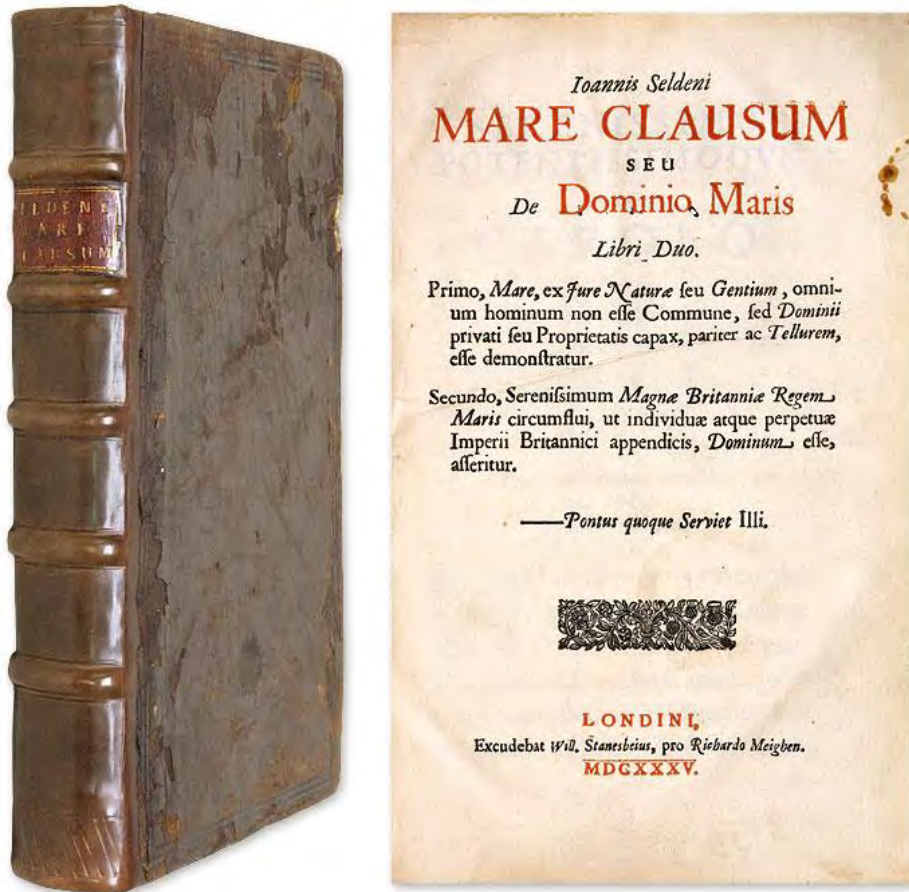 ELDENE
ARE
LAUSUM
Ioannis Seldeni
MARE CLAUSUM
SEU
De Dominio Maris
Libri Duo.
Primo, Mare, ex Jure Naturæ ſeu Gentium, omni-
um hominum non eſſe Commune, ſed Dominii
privati ſeu Proprietatis capax, pariter ac Tellurem,
eſſe demonſtratur.
Secundo, Sereniſsimum Magnæ Britanniæ Regem
Maris circumflui, ut individuæ atque perpetuæ
Imperii Britannici appendicis, Dominum eſſe,
aſſeritur.
—Pontus quoque Serviet Illi.
LONDINI,
Excudebat Will. Stanesbeius, pro Richardo Meighen.
MDCXXXV.